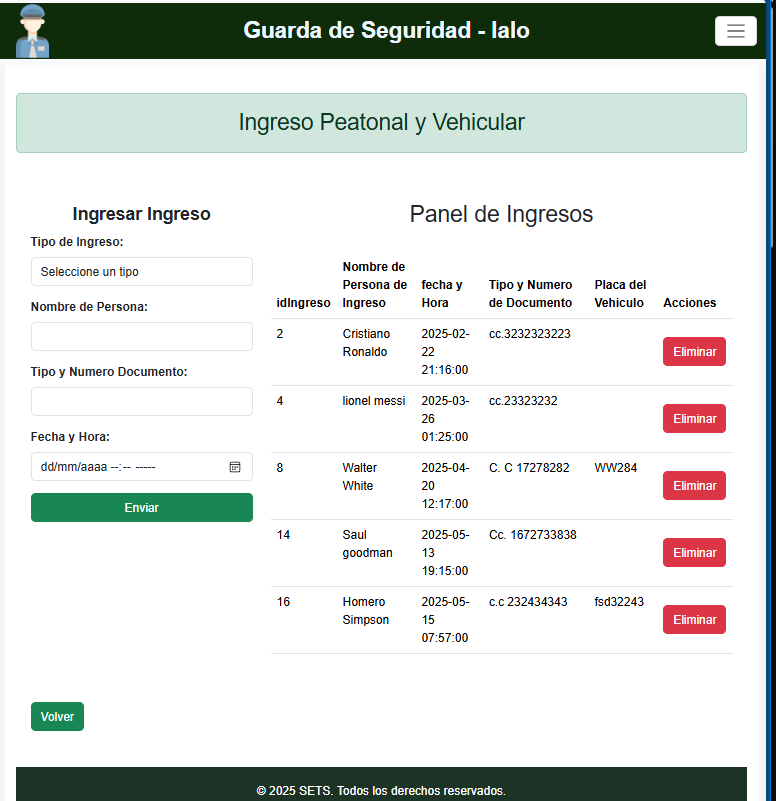 Guarda de Seguridad - lalo
Ingreso Peatonal y Vehicular
Ingresar Ingreso
Tipo de Ingreso:
Seleccione un tipo
Nombre de Persona:
Tipo y Numero Documento:
Fecha y Hora:
dd/mm/aaaa --:-- -----
Enviar
Panel de Ingresos
idIngreso
Nombre de
Persona de
Ingreso
fecha y
Hora
Tipo y Numero
de Documento
Placa del
Vehiculo
Acciones
2
Cristiano
Ronaldo
2025-02-
22
21:16:00
cc.3232323223
Eliminar
4
lionel messi
2025-03-
26
01:25:00
cc.23323232
Eliminar
8
Walter
White
2025-04-
20
12:17:00
C. C 17278282
WW284
Eliminar
14
Saul
goodman
2025-05-
13
19:15:00
Cc. 1672733838
Eliminar
16
Homero
Simpson
2025-05-
15
07:57:00
c.c 232434343
fsd32243
Eliminar
Volver
© 2025 SETS. Todos los derechos reservados.